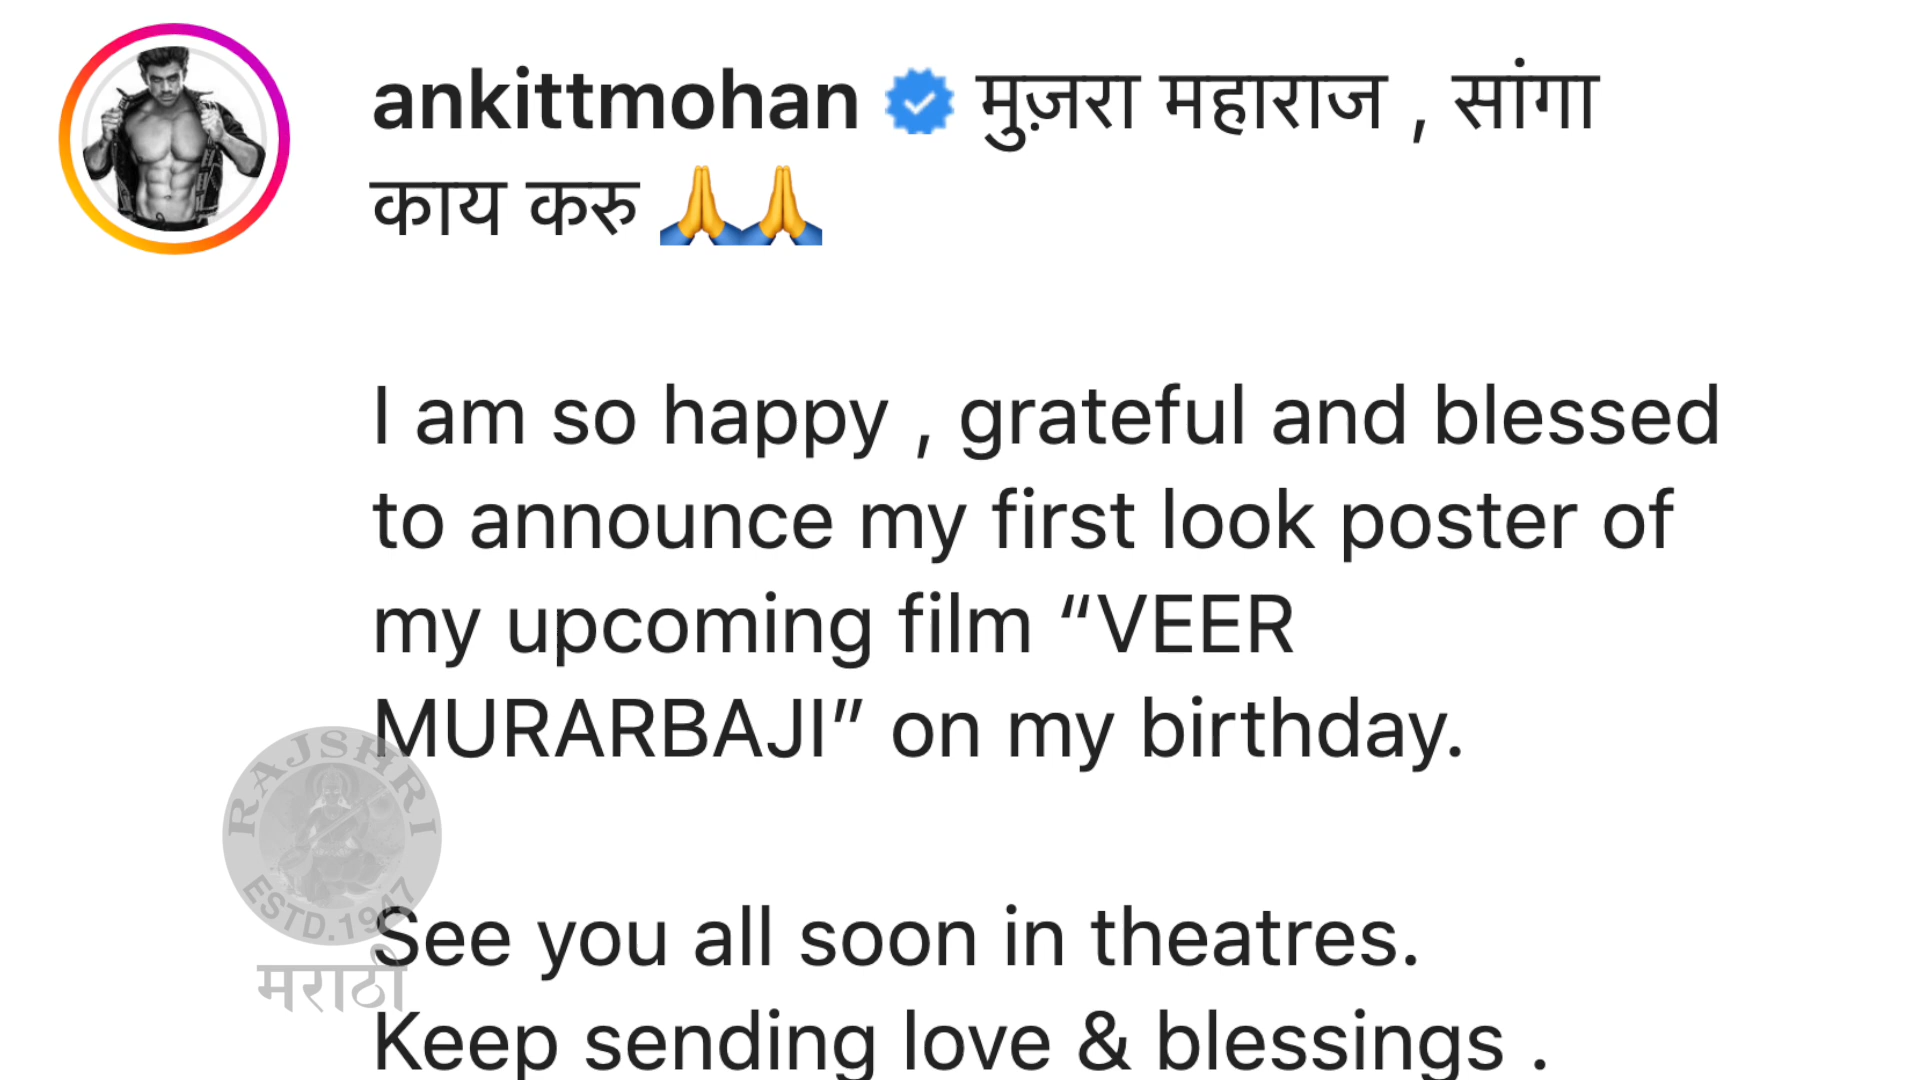 ankittmohan मुज़रा महाराज , सांगा
काय करु 🙏🙏
I am so happy , grateful and blessed
to announce my first look poster of
my upcoming film “VEER
MURARBAJI” on my birthday.
See you all soon in theatres.
Keep sending love & blessings .
RAJSHRI
ESTD.1947
मराठी